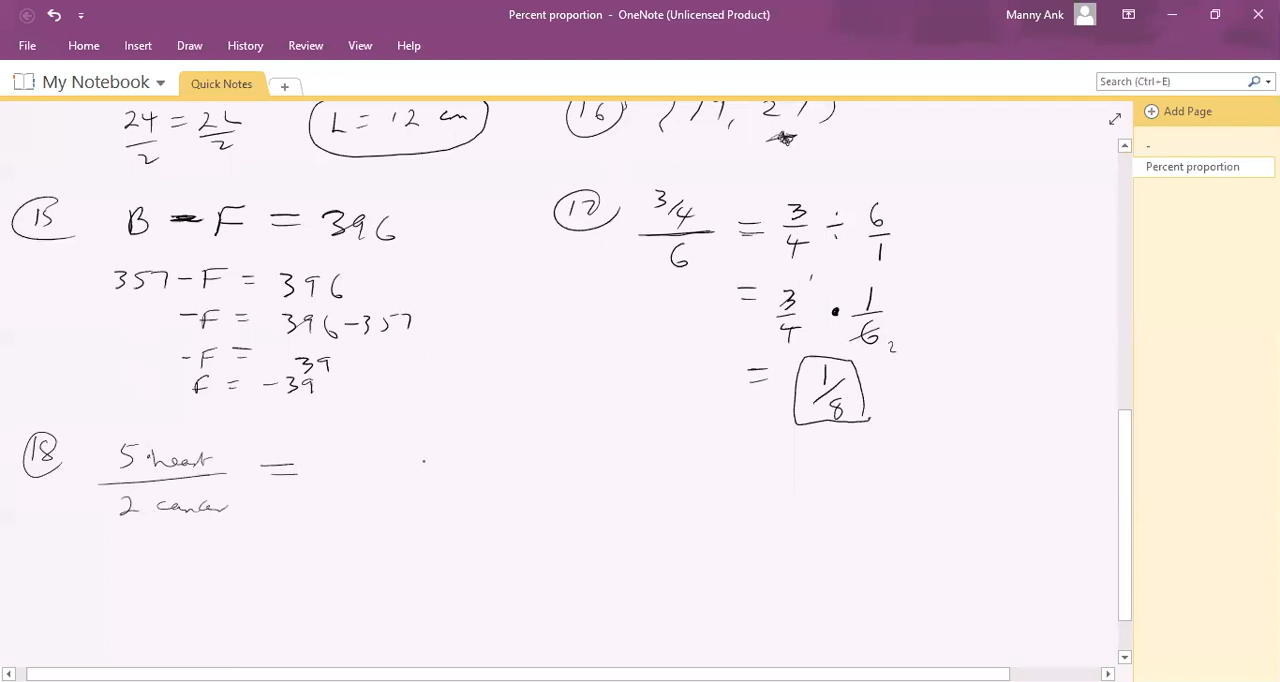 Percent proportion - OneNote (Unlicensed Product)
Manny Ank
File Home Insert Draw History Review View Help
My Notebook
Quick Notes
+
Search (Ctrl+E)
Add Page
-
Percent proportion
24/2 = 2L/2
L = 12 cm
16
15
B - F = 396
357 - F = 396
-F = 396 - 357
-F = 39
F = -39
17
3/4 / 6 = 3/4 ÷ 6/1
= 3/4 · 1/6 2
= 1/8
18
5 heart / 2 cancer =